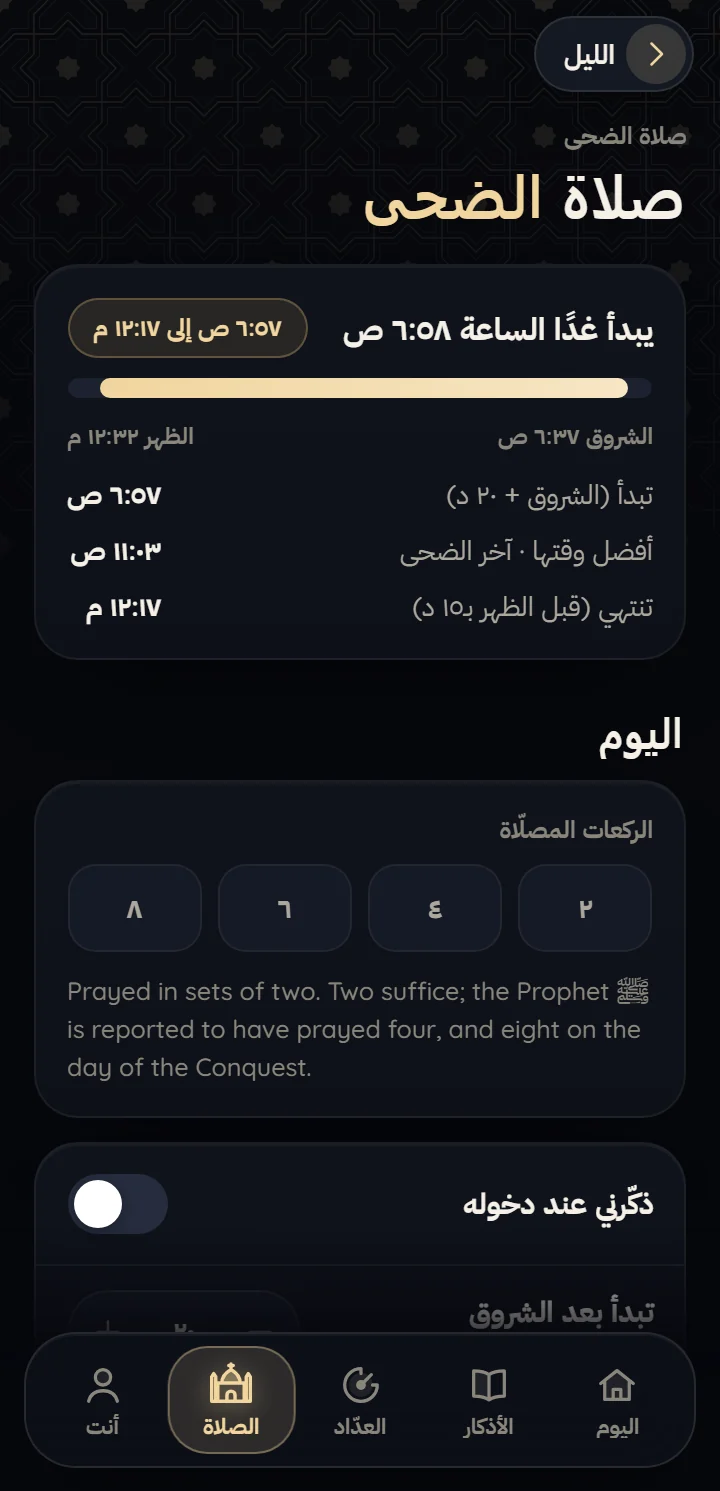 الليل
صلاة الضحى
صلاة الضحى
يبدأ غدًا الساعة ٦:٥٨ ص
٦:٥٧ ص إلى ١٢:١٧ م
الشروق ٦:٣٧ ص
الظهر ١٢:٣٢ م
تبدأ (الشروق + ٢٠ د)
٦:٥٧ ص
أفضل وقتها · آخر الضحى
١١:٠٣ ص
تنتهي (قبل الظهر بـ١٥ د)
١٢:١٧ م
اليوم
الركعات المصلّاة
٢
٤
٦
٨
Prayed in sets of two. Two suffice; the Prophet ﷺ
is reported to have prayed four, and eight on the
day of the Conquest.
ذكّرني عند دخوله
تبدأ بعد الشروق
٢٠
اليوم
الأذكار
العدّاد
الصلاة
أنت